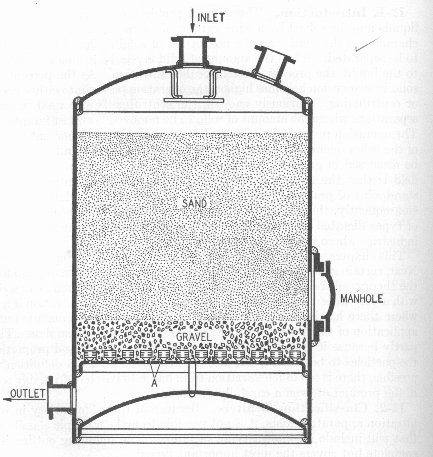 INLET
SAND
MANHOLE
GRAVEL
A
OUTLET